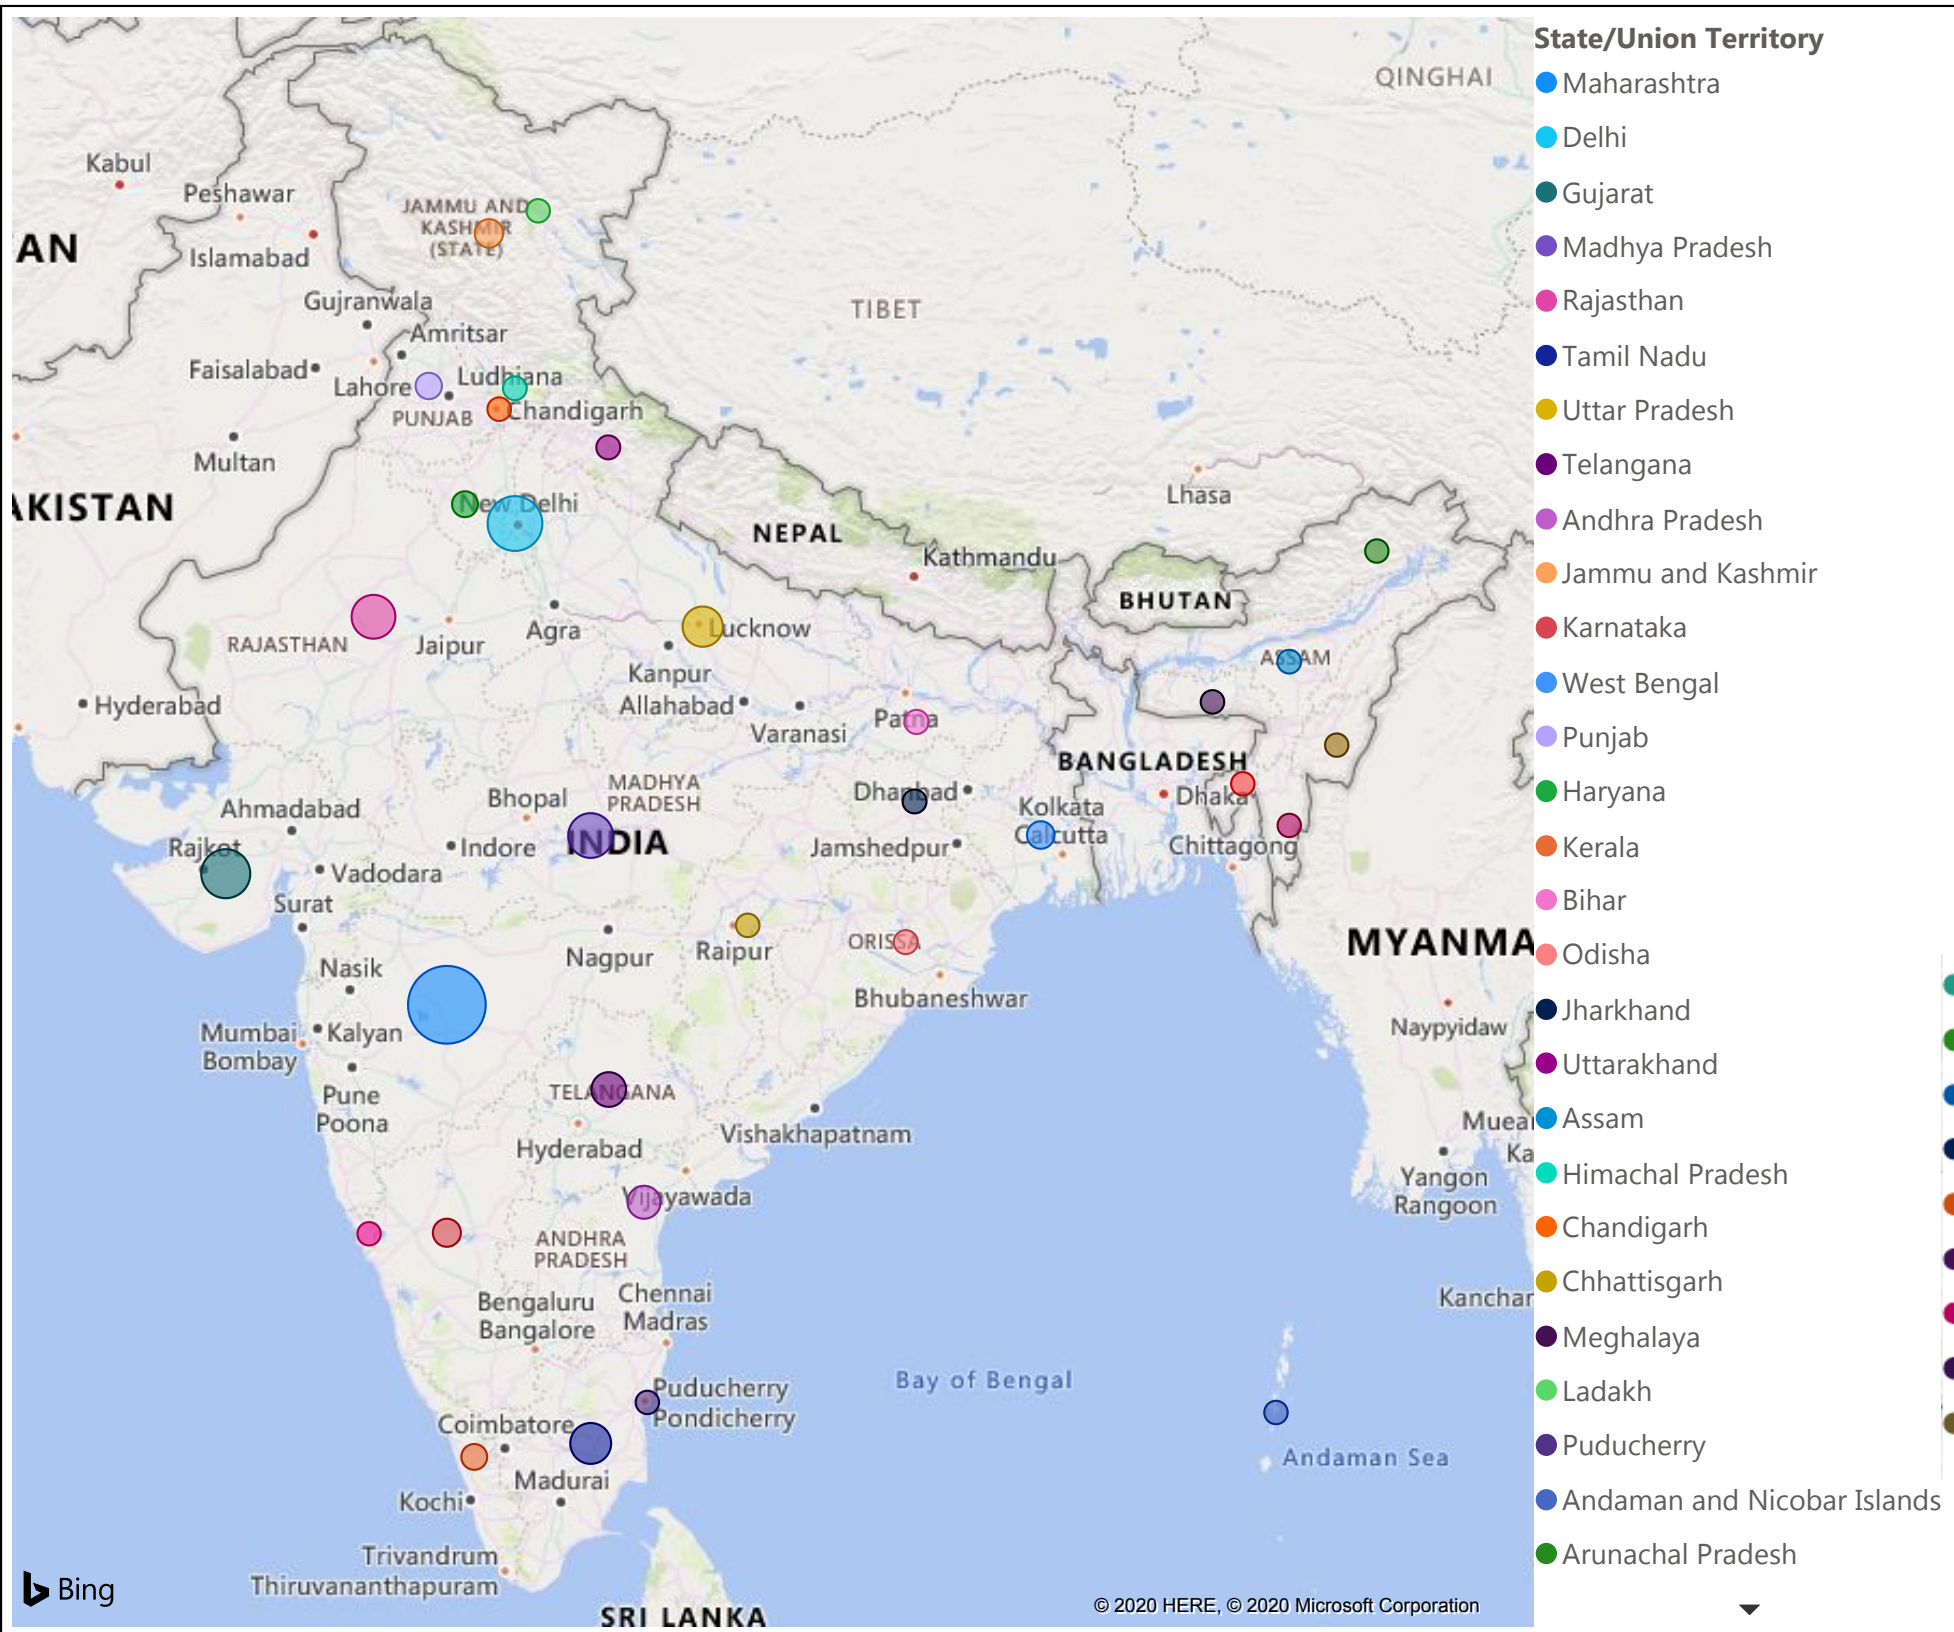 QINGHAI
Kabul
Peshawar
JAMMU AND
KASHMIR
(STATE)
AN
Islamabad
Gujranwala
TIBET
Amritsar
Faisalabad
Lahore
Ludhiana
PUNJAB
Chandigarh
Multan
Lhasa
AKISTAN
New Delhi
NEPAL
Kathmandu
BHUTAN
RAJASTHAN
Jaipur
Agra
Lucknow
ASSAM
Kanpur
Hyderabad
Allahabad
Varanasi
Patna
BANGLADESH
MADHYA
PRADESH
Ahmadabad
Bhopal
Dhanbad
Dhaka
Kolkata
Calcutta
Rajkot
Indore
INDIA
Jamshedpur
Chittagong
Vadodara
Surat
Nagpur
Raipur
ORISSA
MYANMA
Nasik
Bhubaneshwar
Mumbai
Bombay
Kalyan
Naypyidaw
Pune
Poona
TELANGANA
Hyderabad
Vishakhapatnam
Muear
Ka
Yangon
Rangoon
Vijayawada
ANDHRA
PRADESH
Bengaluru
Bangalore
Chennai
Madras
Kanchan
Bay of Bengal
Puducherry
Pondicherry
Coimbatore
Andaman Sea
Madurai
Kochi
Trivandrum
Thiruvananthapuram
Bing
SRI LANKA
© 2020 HERE, © 2020 Microsoft Corporation
State/Union Territory
Maharashtra
Delhi
Gujarat
Madhya Pradesh
Rajasthan
Tamil Nadu
Uttar Pradesh
Telangana
Andhra Pradesh
Jammu and Kashmir
Karnataka
West Bengal
Punjab
Haryana
Kerala
Bihar
Odisha
Jharkhand
Uttarakhand
Assam
Himachal Pradesh
Chandigarh
Chhattisgarh
Meghalaya
Ladakh
Puducherry
Andaman and Nicobar Islands
Arunachal Pradesh